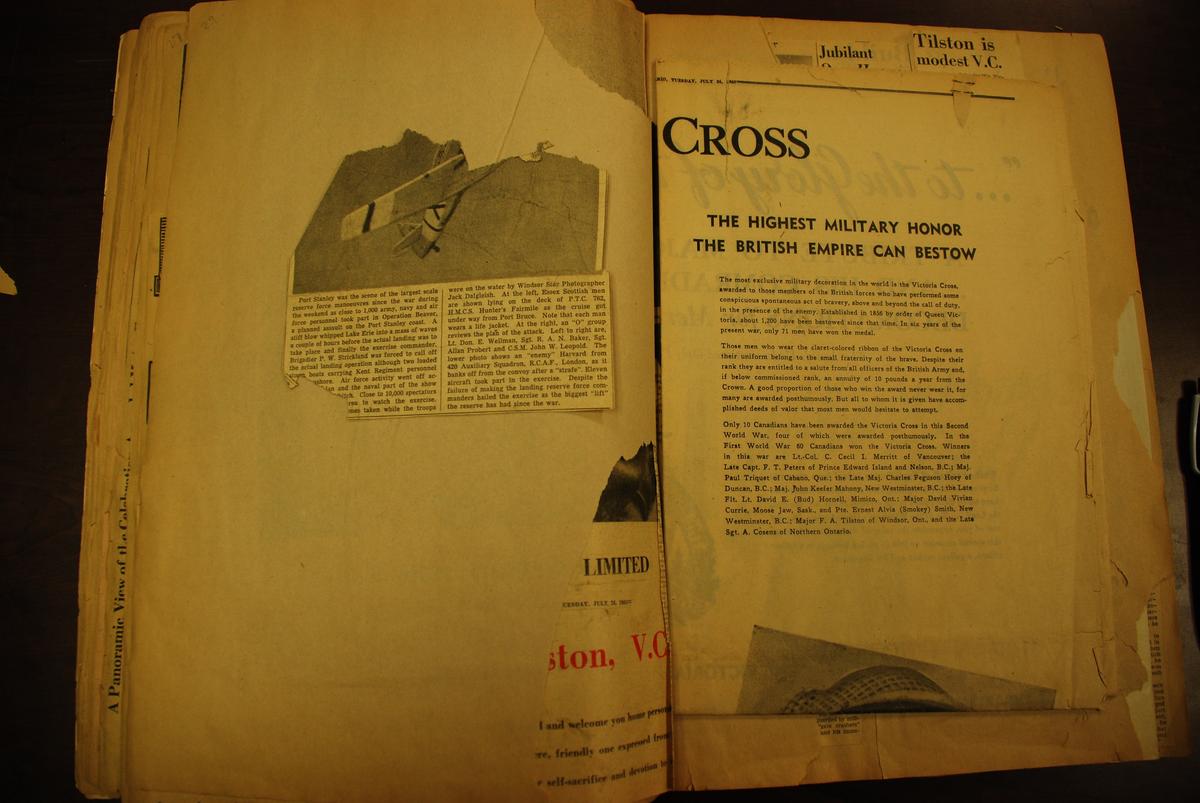 Port Stanley was the scene of the largest scale
reserve force manoeuvres since the war during
the weekend as close to 1,000 army, navy and air
force personnel took part in Operation Beaver,
a planned assault on the Port Stanley coast. A
stiff blow whipped Lake Erie into a mass of waves
a couple of hours before the actual landing was to
take place and finally the exercise commander,
Brigadier P. W. Strickland was forced to call off
the actual landing operation although two loaded
boats carrying Kent Regiment personnel
Air force activity went off ac-
and the naval part of the show
Close to 10,000 spectators
to watch the exercise.
taken while the troops
were on the water by Windsor Star Photographer
Jack Dalgleish. At the left, Essex Scottish men
are shown lying on the deck of P.T.C. 762,
H.M.C.S. Hunter's Fairmile as the cruise got
under way from Port Bruce. Note that each man
wears a life jacket. At the right, an "O" group
reviews the plan of the attack. Left to right are,
Lt. Don. E. Wellman, Sgt. R. A. N. Baker, Sgt.
Allan Probert and C.S.M. John W. Leopold. The
lower photo shows an "enemy" Harvard from
420 Auxiliary Squadron, R.C.A.F., London, as it
banks off from the convoy after a "strafe". Eleven
aircraft took part in the exercise. Despite the
failure of making the landing reserve force com-
manders hailed the exercise as the biggest "lift"
the reserve has had since the war.
A Panoramic View of the
LIMITED
JULY 24,
ston, V.C
and welcome you home
friendly one expressed from
self-sacrifice and devotion to
Jubilant
Tilston is
modest V.C.
TUESDAY, JULY 24,
CROSS
THE HIGHEST MILITARY HONOR
THE BRITISH EMPIRE CAN BESTOW
The most exclusive military decoration in the world is the Victoria Cross,
awarded to those members of the British forces who have performed some
conspicuous spontaneous act of bravery, above and beyond the call of duty,
in the presence of the enemy. Established in 1856 by order of Queen Vic-
toria, about 1,200 have been bestowed since that time. In six years of the
present war, only 71 men have won the medal.
Those men who wear the claret-colored ribbon of the Victoria Cross on
their uniform belong to the small fraternity of the brave. Despite their
rank they are entitled to a salute from all officers of the British Army and,
if below commissioned rank, an annuity of 10 pounds a year from the
Crown. A good proportion of those who win the award never wear it, for
many are awarded posthumously. But all to whom it is given have accom-
plished deeds of valor that most men would hesitate to attempt.
Only 10 Canadians have been awarded the Victoria Cross in this Second
World War, four of which were awarded posthumously. In the
First World War 60 Canadians won the Victoria Cross. Winners
in this war are Lt.-Col. C. Cecil I. Merritt of Vancouver; the
Late Capt. F. T. Peters of Prince Edward Island and Nelson, B.C.; Maj.
Paul Triquet of Cabano, Que.; the Late Maj. Charles Ferguson Hoey of
Duncan, B.C.; Maj. John Keefer Mahony, New Westminster, B.C.; the Late
Flt. Lt. David E. (Bud) Hornell, Mimico, Ont.; Major David Vivian
Currie, Moose Jaw, Sask., and Pte. Ernest Alvia (Smokey) Smith, New
Westminster, B.C.; Major F. A. Tilston of Windsor, Ont., and the Late
Sgt. A. Cosens of Northern Ontario.